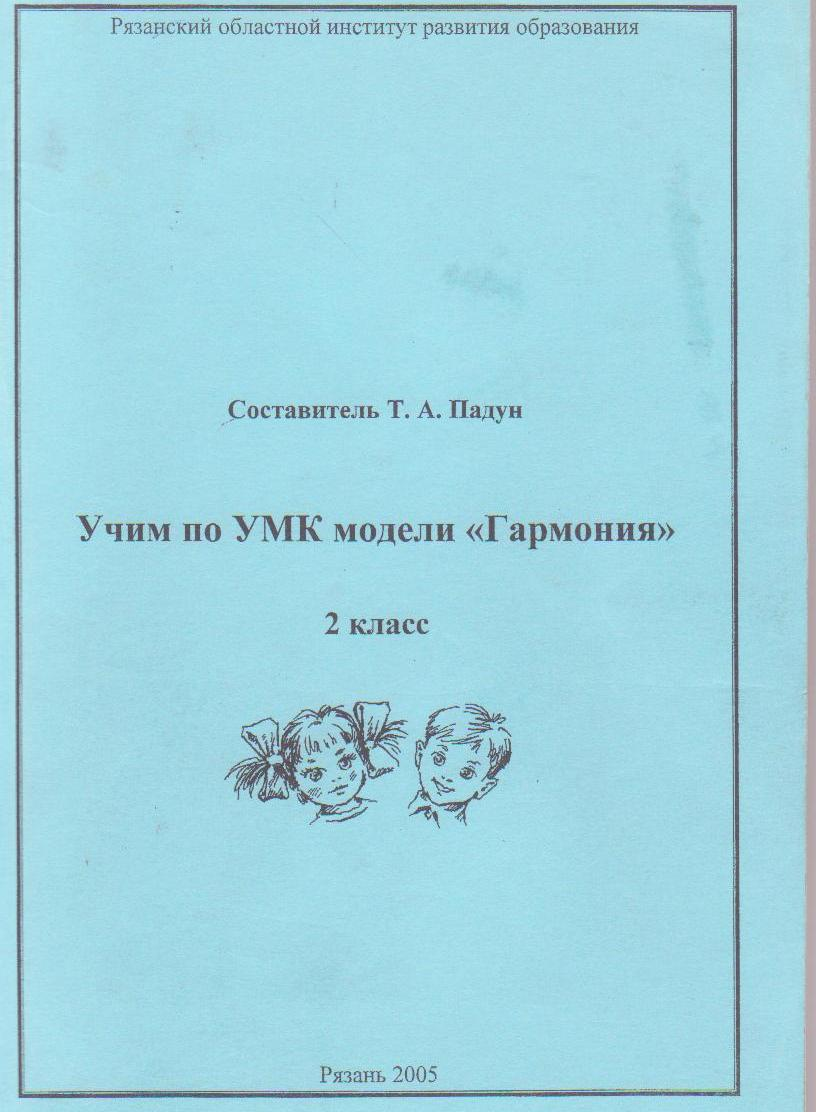 Рязанский областной институт развития образования
Составитель Т. А. Падун
Учим по УМК модели «Гармония»
2 класс
Рязань 2005